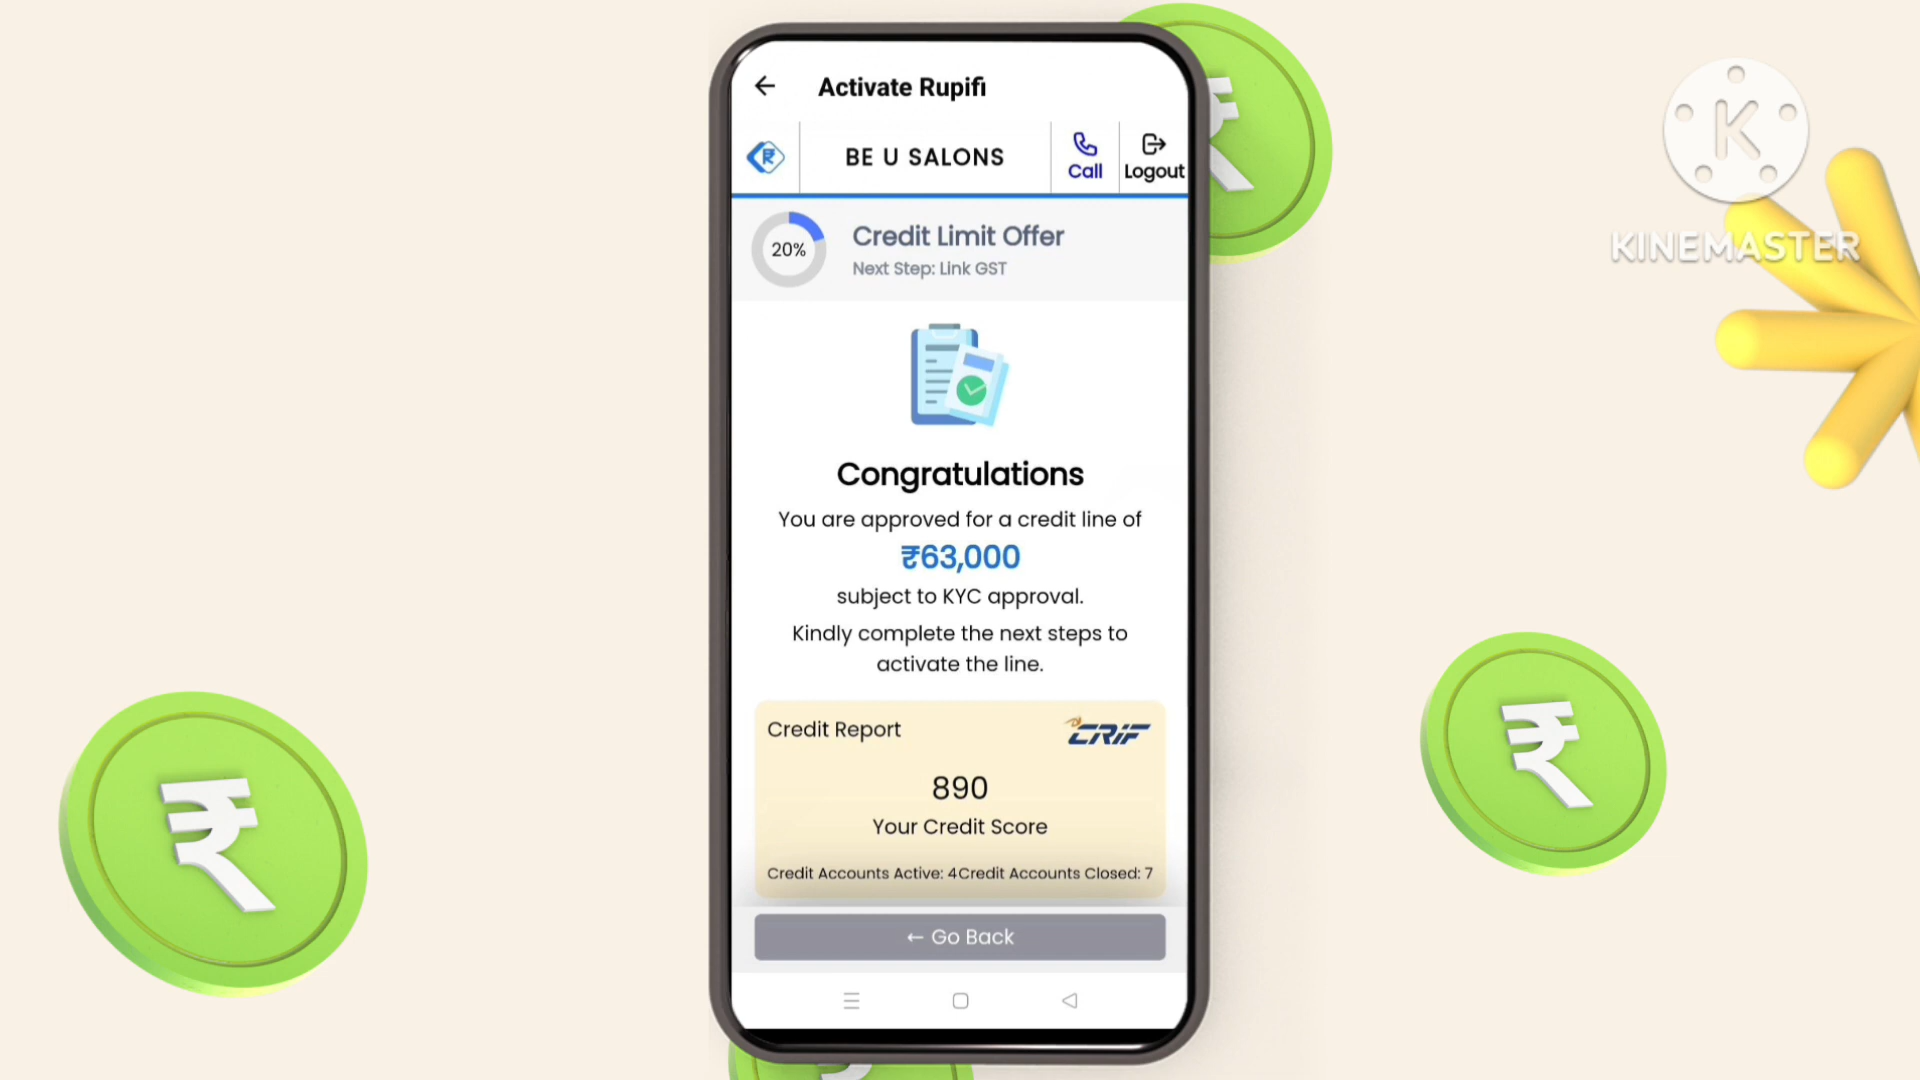 Activate Rupifi
BE U SALONS
Call
Logout
20%
Credit Limit Offer
Next Step: Link GST
Congratulations
You are approved for a credit line of
₹63,000
subject to KYC approval.
Kindly complete the next steps to
activate the line.
Credit Report
CRIF
890
Your Credit Score
Credit Accounts Active: 4 Credit Accounts Closed: 7
← Go Back
K
KINEMASTER
₹
₹
₹